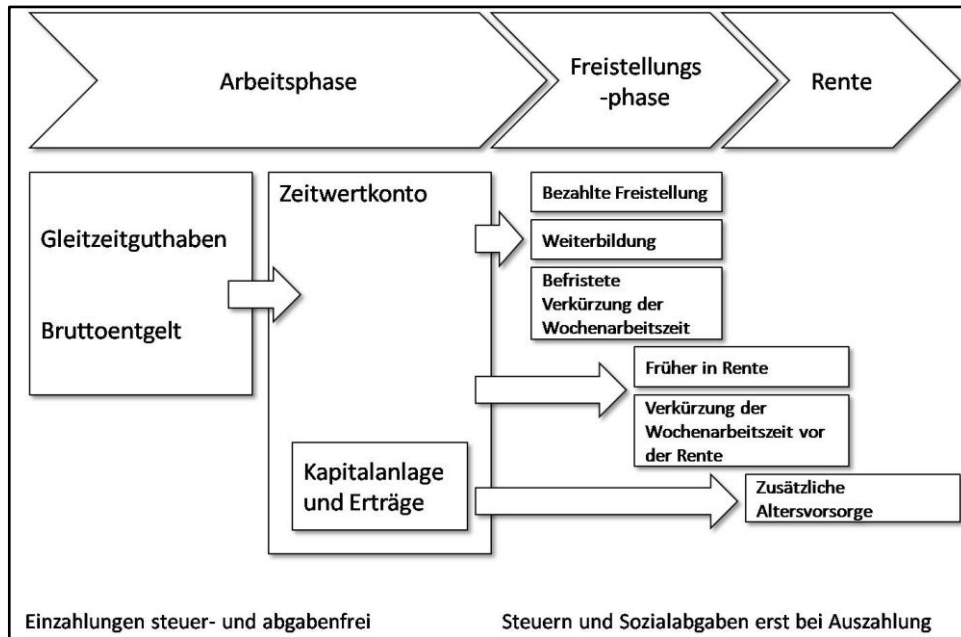 Arbeitsphase
Freistellungs
-phase
Rente
Gleitzeitguthaben
Bruttoentgelt
Zeitwertkonto
Kapitalanlage
und Erträge
Bezahlte Freistellung
Weiterbildung
Befristete
Verkürzung der
Wochenarbeitszeit
Früher in Rente
Verkürzung der
Wochenarbeitszeit vor
der Rente
Zusätzliche
Altersvorsorge
Einzahlungen steuer- und abgabenfrei
Steuern und Sozialabgaben erst bei Auszahlung